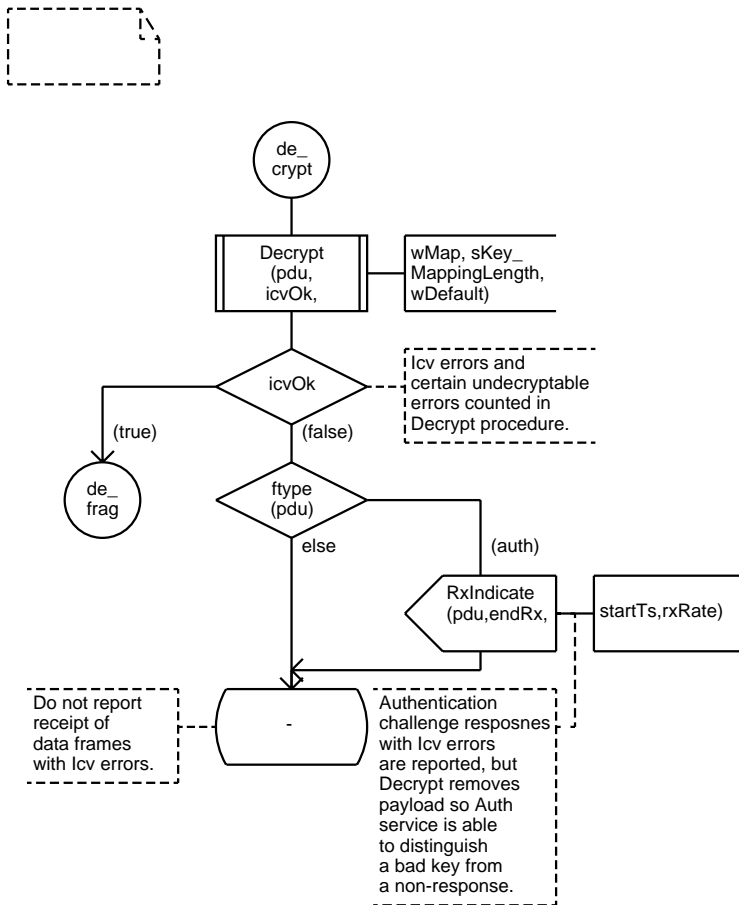 de_
crypt
Decrypt
(pdu,
icvOk,
wMap, sKey_
MappingLength,
wDefault)
icvOk
Icv errors and
certain undecryptable
errors counted in
Decrypt procedure.
(true)
(false)
de_
frag
ftype
(pdu)
else
(auth)
RxIndicate
(pdu,endRx,
startTs,rxRate)
Do not report
receipt of
data frames
with Icv errors.
-
Authentication
challenge resposnes
with Icv errors
are reported, but
Decrypt removes
payload so Auth
service is able
to distinguish
a bad key from
a non-response.